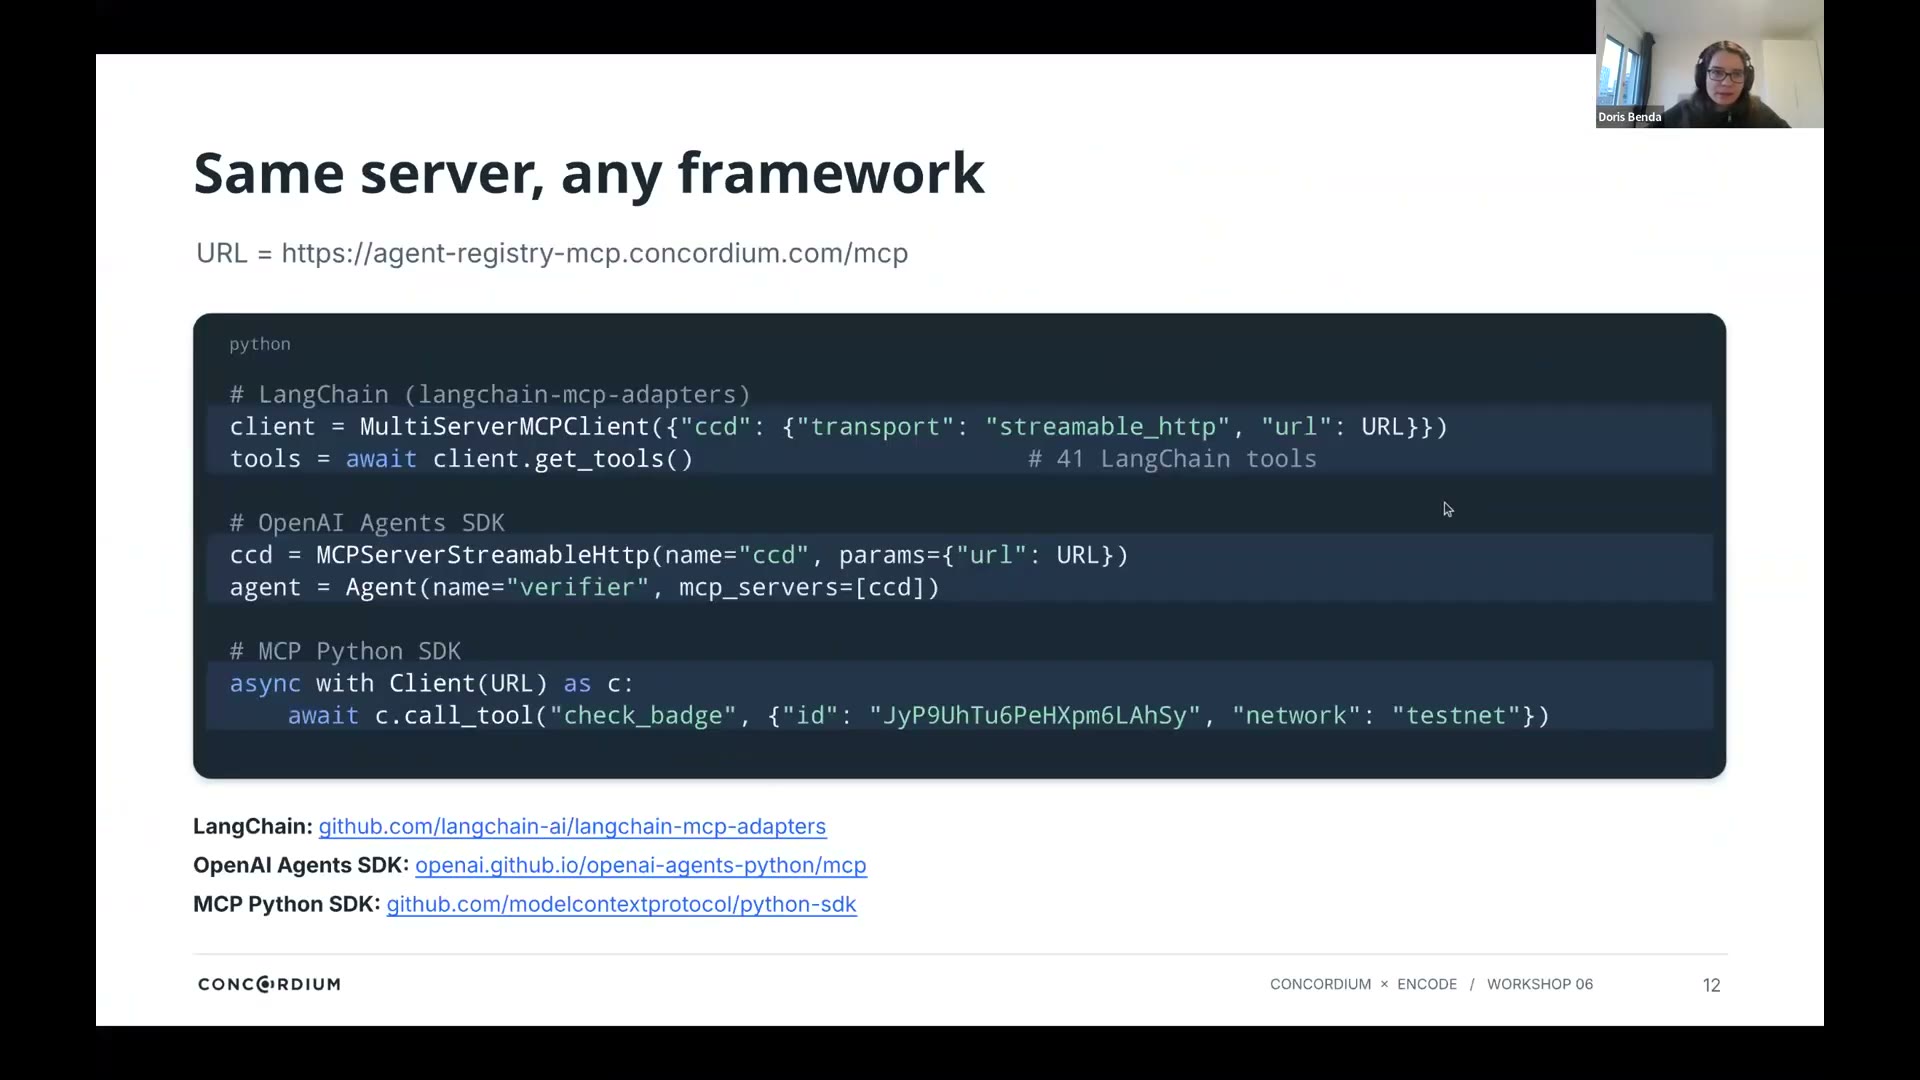 Doris Benda
Same server, any framework
URL = https://agent-registry-mcp.concordium.com/mcp
python
# LangChain (langchain-mcp-adapters)
client = MultiServerMCPClient({"ccd": {"transport": "streamable_http", "url": URL}})
tools = await client.get_tools()                       # 41 LangChain tools
# OpenAI Agents SDK
ccd = MCPServerStreamableHttp(name="ccd", params={"url": URL})
agent = Agent(name="verifier", mcp_servers=[ccd])
# MCP Python SDK
async with Client(URL) as c:
    await c.call_tool("check_badge", {"id": "JyP9UhTu6PeHXpm6LAhSy", "network": "testnet"})
LangChain: github.com/langchain-ai/langchain-mcp-adapters
OpenAI Agents SDK: openai.github.io/openai-agents-python/mcp
MCP Python SDK: github.com/modelcontextprotocol/python-sdk
CONCORDIUM
CONCORDIUM × ENCODE / WORKSHOP 06
12